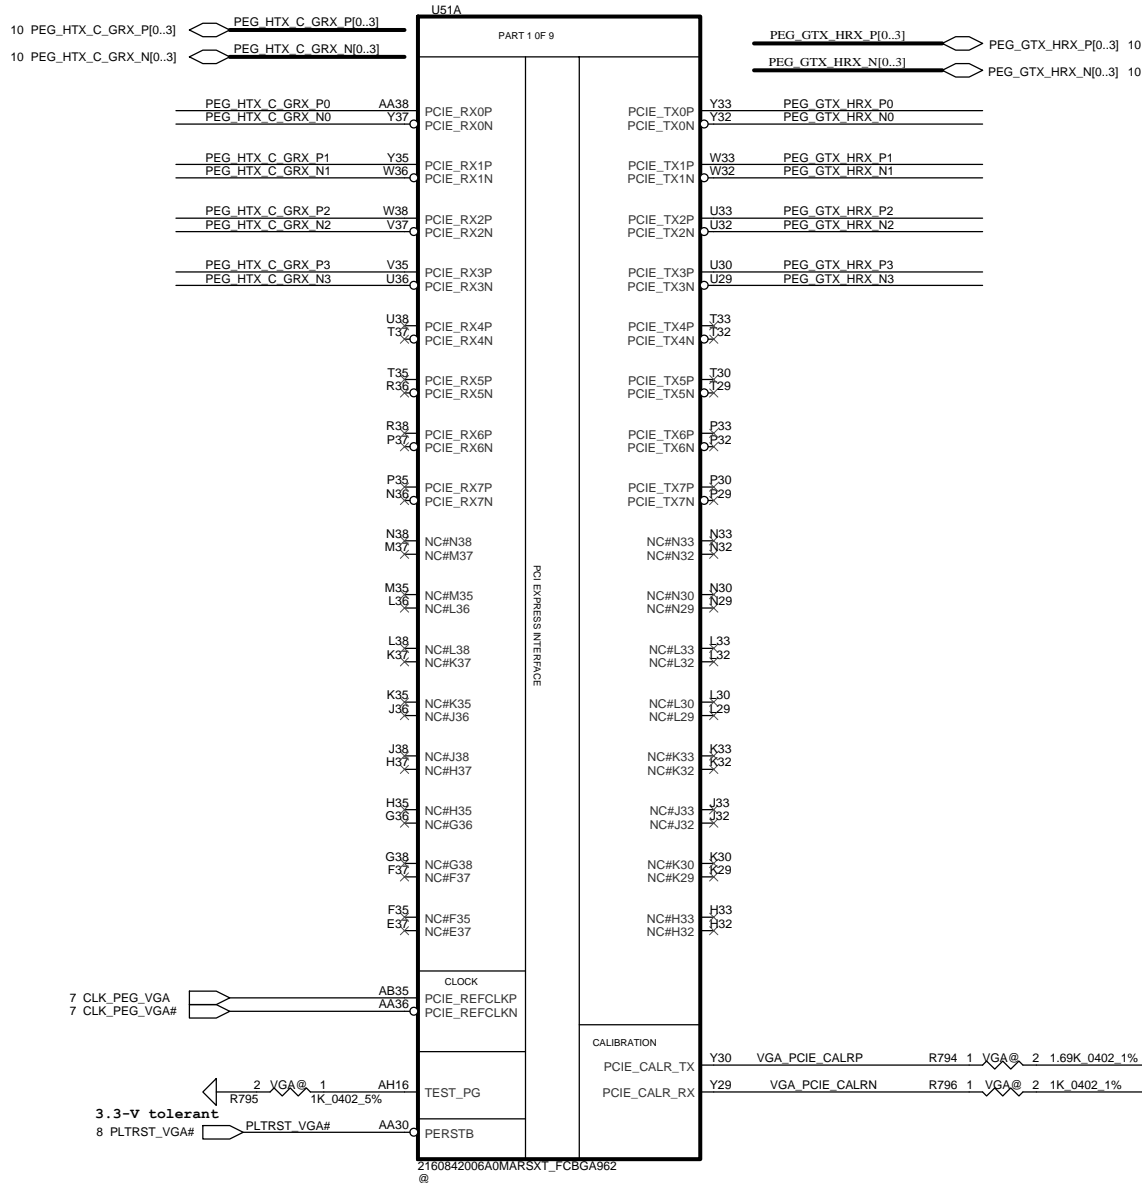 U51A
PART 1 0F 9
10 PEG_HTX_C_GRX_P[0..3] PEG_HTX_C_GRX_P[0..3]
10 PEG_HTX_C_GRX_N[0..3] PEG_HTX_C_GRX_N[0..3]
PEG_GTX_HRX_P[0..3] PEG_GTX_HRX_P[0..3] 10
PEG_GTX_HRX_N[0..3] PEG_GTX_HRX_N[0..3] 10
PEG_HTX_C_GRX_P0 AA38 PCIE_RX0P PCIE_TX0P Y33 PEG_GTX_HRX_P0
PEG_HTX_C_GRX_N0 Y37 PCIE_RX0N PCIE_TX0N Y32 PEG_GTX_HRX_N0
PEG_HTX_C_GRX_P1 Y35 PCIE_RX1P PCIE_TX1P W33 PEG_GTX_HRX_P1
PEG_HTX_C_GRX_N1 W36 PCIE_RX1N PCIE_TX1N W32 PEG_GTX_HRX_N1
PEG_HTX_C_GRX_P2 W38 PCIE_RX2P PCIE_TX2P U33 PEG_GTX_HRX_P2
PEG_HTX_C_GRX_N2 V37 PCIE_RX2N PCIE_TX2N U32 PEG_GTX_HRX_N2
PEG_HTX_C_GRX_P3 V35 PCIE_RX3P PCIE_TX3P U30 PEG_GTX_HRX_P3
PEG_HTX_C_GRX_N3 U36 PCIE_RX3N PCIE_TX3N U29 PEG_GTX_HRX_N3
U38 PCIE_RX4P PCIE_TX4P T33
T37 PCIE_RX4N PCIE_TX4N T32
T35 PCIE_RX5P PCIE_TX5P T30
R36 PCIE_RX5N PCIE_TX5N T29
R38 PCIE_RX6P PCIE_TX6P P33
P37 PCIE_RX6N PCIE_TX6N P32
P35 PCIE_RX7P PCIE_TX7P P30
N36 PCIE_RX7N PCIE_TX7N P29
N38 NC#N38 NC#N33 N33
M37 NC#M37 NC#N32 N32
M35 NC#M35 NC#N30 N30
L36 NC#L36 NC#N29 N29
L38 NC#L38 NC#L33 L33
K37 NC#K37 NC#L32 L32
K35 NC#K35 NC#L30 L30
J36 NC#J36 NC#L29 L29
J38 NC#J38 NC#K33 K33
H37 NC#H37 NC#K32 K32
H35 NC#H35 NC#J33 J33
G36 NC#G36 NC#J32 J32
G38 NC#G38 NC#K30 K30
F37 NC#F37 NC#K29 K29
F35 NC#F35 NC#H33 H33
E37 NC#E37 NC#H32 H32
PCI EXPRESS INTERFACE
CLOCK
7 CLK_PEG_VGA AB35 PCIE_REFCLKP
7 CLK_PEG_VGA# AA36 PCIE_REFCLKN
CALIBRATION
PCIE_CALR_TX Y30 VGA_PCIE_CALRP R794 1 VGA@ 2 1.69K_0402_1%
PCIE_CALR_RX Y29 VGA_PCIE_CALRN R796 1 VGA@ 2 1K_0402_1%
2 VGA@ 1 AH16 TEST_PG
R795 1K_0402_5%
3.3-V tolerant
8 PLTRST_VGA# PLTRST_VGA# AA30 PERSTB
2160842006A0MARSXT_FCBGA962
@